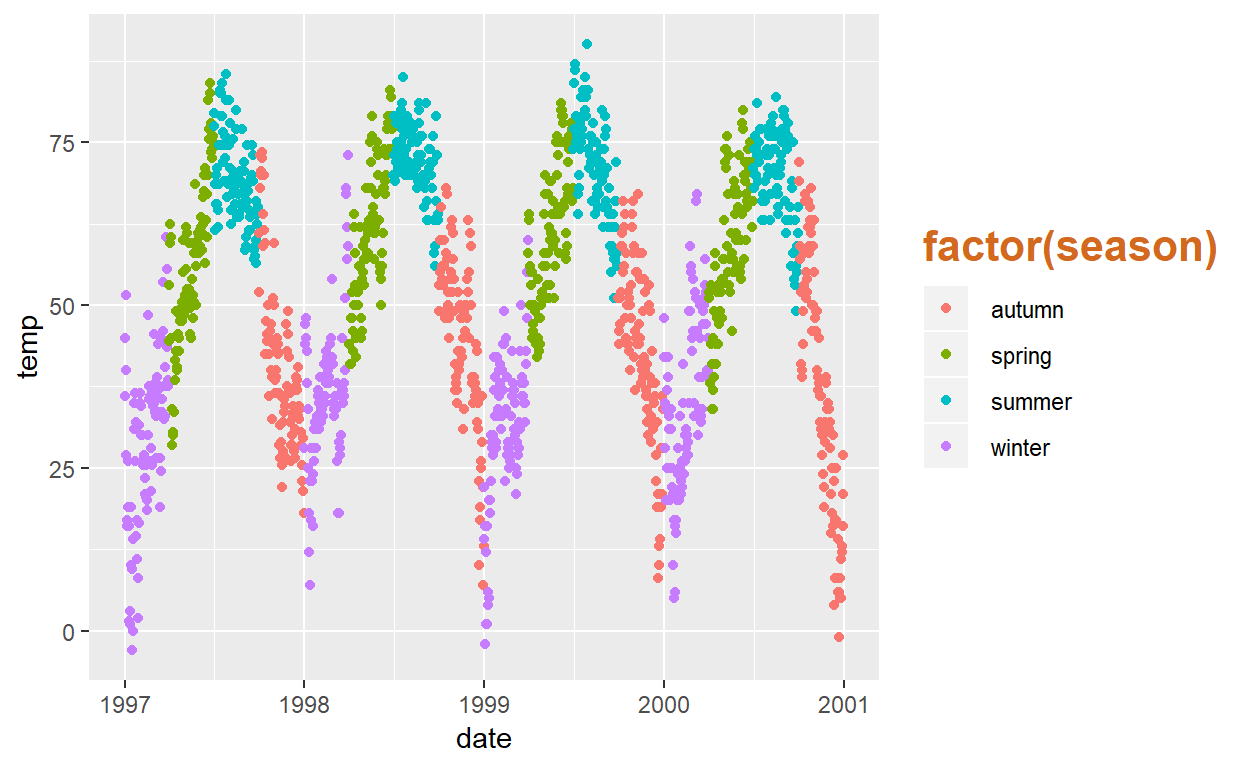 75
50
25
0
temp
1997 1998 1999 2000 2001
date
factor(season)
autumn
spring
summer
winter